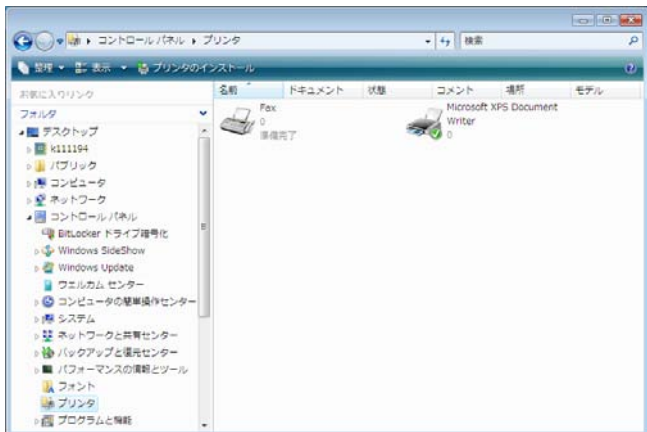 コントロール パネル ▸ プリンタ
検索
整理 表示 プリンタのインストール
お気に入りリンク
フォルダ
デスクトップ
k111194
パブリック
コンピュータ
ネットワーク
コントロール パネル
BitLocker ドライブ暗号化
Windows SideShow
Windows Update
ウェルカム センター
コンピュータの簡単操作センター
システム
ネットワークと共有センター
バックアップと復元センター
パフォーマンスの情報とツール
フォント
プリンタ
プログラムと機能
名前 ドキュメント 状態 コメント 場所 モデル
Fax
0
準備完了
Microsoft XPS Document
Writer
0